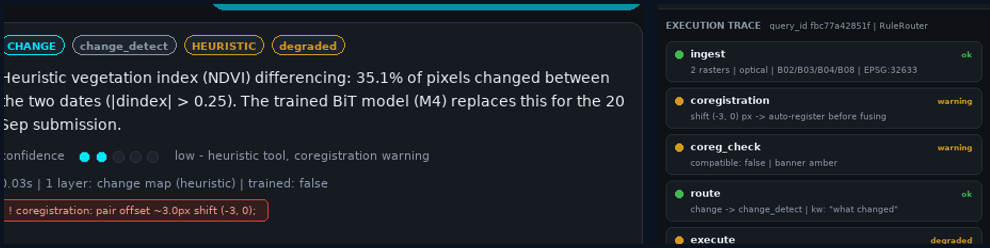 CHANGE change_detect HEURISTIC degraded
Heuristic vegetation index (NDVI) differencing: 35.1% of pixels changed between
the two dates (|dindex| > 0.25). The trained BiT model (M4) replaces this for the 20
Sep submission.
confidence low - heuristic tool, coregistration warning
0.03s | 1 layer: change map (heuristic) | trained: false
! coregistration: pair offset ~3.0px shift (-3, 0);
EXECUTION TRACE query_id fbc77a42851f | RuleRouter
ingest ok
2 rasters | optical | B02/B03/B04/B08 | EPSG:32633
coregistration warning
shift (-3, 0) px -> auto-register before fusing
coreg_check warning
compatible: false | banner amber
route ok
change -> change_detect | kw: "what changed"
execute degraded